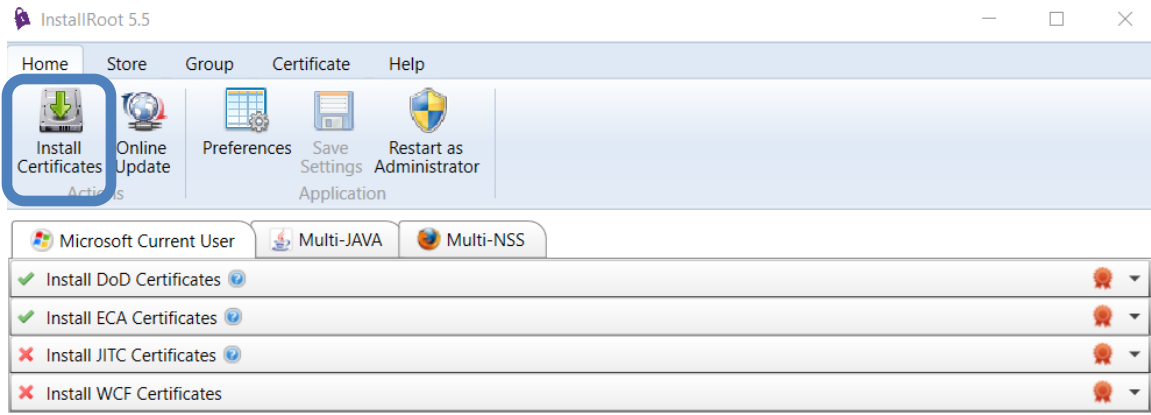 InstallRoot 5.5
Home Store Group Certificate Help
Install Certificates
Online Update
Preferences
Save Settings
Restart as Administrator
Actions
Application
Microsoft Current User
Multi-JAVA
Multi-NSS
Install DoD Certificates
Install ECA Certificates
Install JITC Certificates
Install WCF Certificates